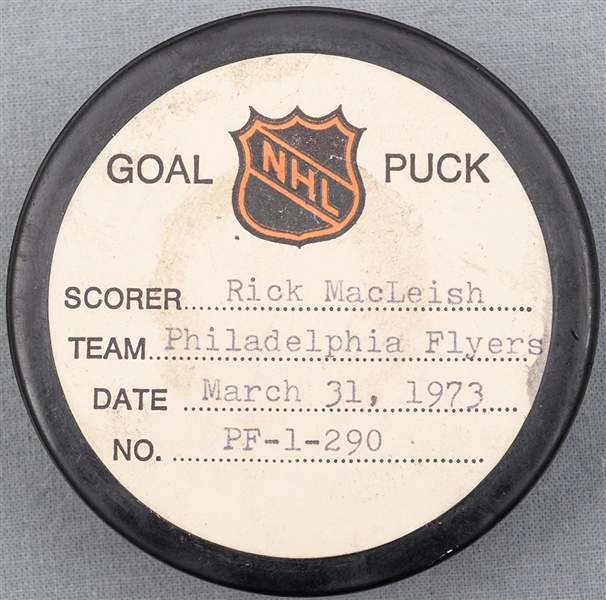 GOAL NHL PUCK
SCORER Rick MacLeish
TEAM Philadelphia Flyers
DATE March 31, 1973
NO. PF-1-290